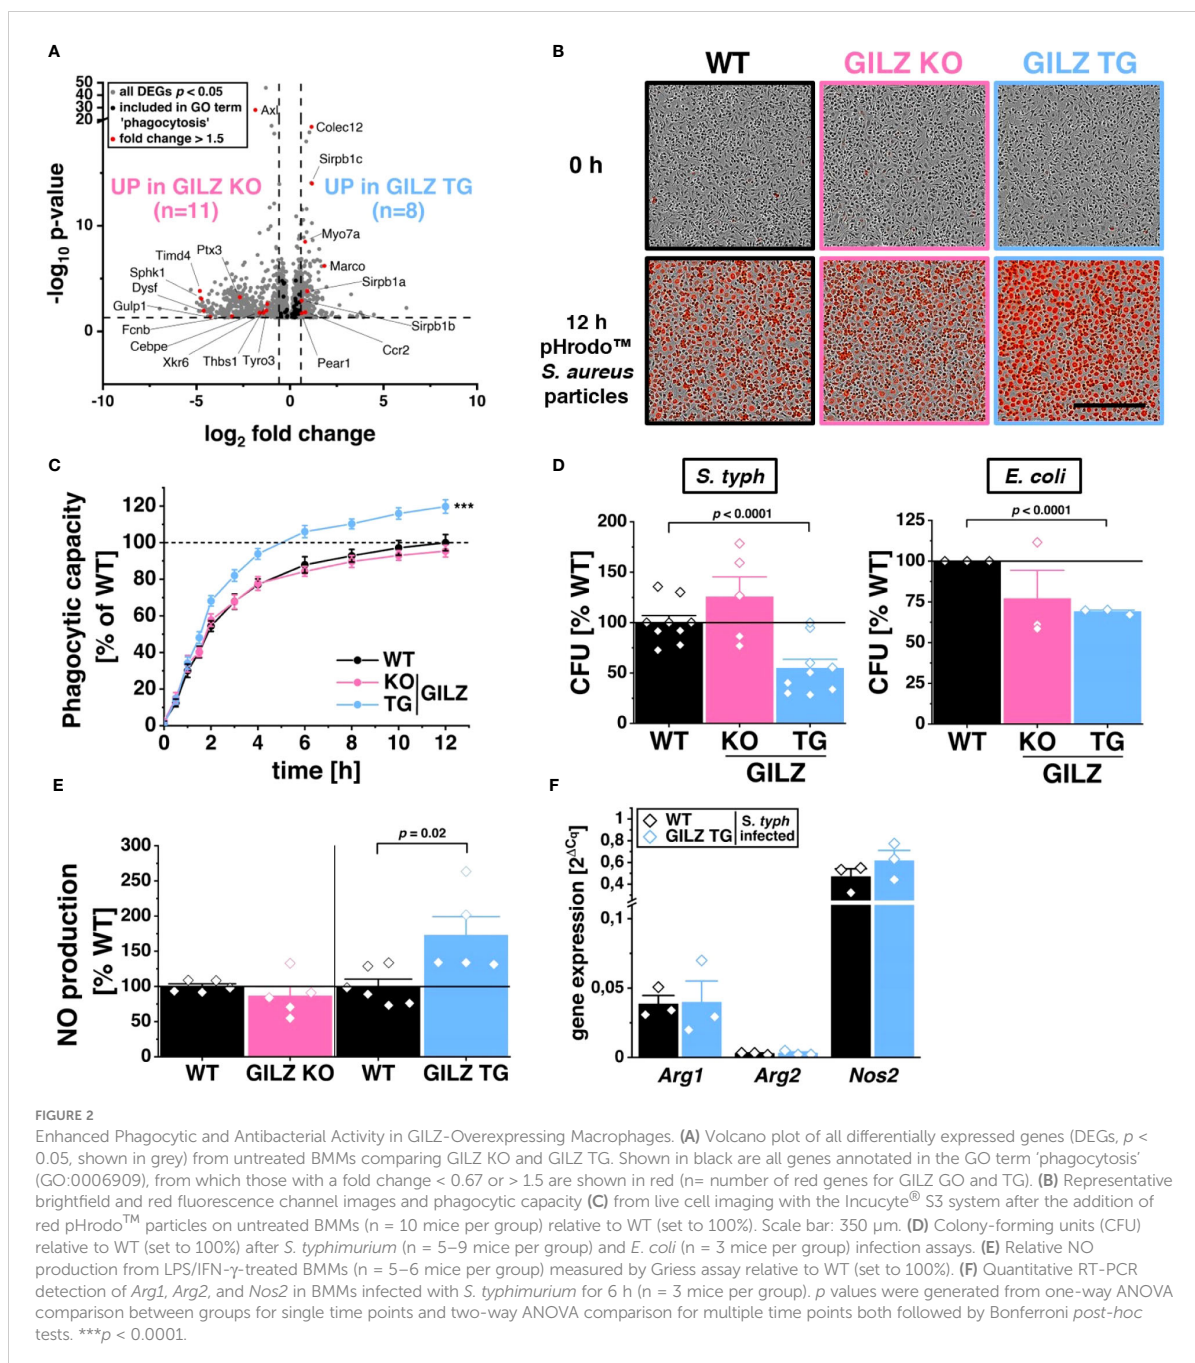 A
-log10 p-value
50
40
30
20
10
0
all DEGs p < 0.05
included in GO term
'phagocytosis'
fold change > 1.5
Axl
Colec12
Sirpb1c
UP in GILZ KO
(n=11)
UP in GILZ TG
(n=8)
Myo7a
Marco
Sirpb1a
Sirpb1b
Ccr2
Pear1
Ptx3
Timd4
Sphk1
Dysf
Gulp1
Fcnb
Cebpe
Xkr6
Thbs1
Tyro3
-10
-5
0
5
10
log2 fold change
B
WT
GILZ KO
GILZ TG
0 h
12 h
pHrodo™
S. aureus
particles
C
Phagocytic capacity
[% of WT]
120
100
80
60
40
20
0
***
WT
KO
TG
GILZ
0
2
4
6
8
10
12
time [h]
D
S. typh
CFU [% WT]
200
150
100
50
0
p < 0.0001
WT
KO
TG
GILZ
E. coli
CFU [% WT]
125
100
75
50
25
0
p < 0.0001
WT
KO
TG
GILZ
E
NO production
[% WT]
300
250
200
150
100
50
0
p = 0.02
WT
GILZ KO
WT
GILZ TG
F
gene expression [2^ΔCq]
1
0,8
0,6
0,4
0,1
0,05
0
WT
GILZ TG
S. typh
infected
Arg1
Arg2
Nos2
FIGURE 2
Enhanced Phagocytic and Antibacterial Activity in GILZ-Overexpressing Macrophages. (A) Volcano plot of all differentially expressed genes (DEGs, p <
0.05, shown in grey) from untreated BMMs comparing GILZ KO and GILZ TG. Shown in black are all genes annotated in the GO term 'phagocytosis'
(GO:0006909), from which those with a fold change < 0.67 or > 1.5 are shown in red (n= number of red genes for GILZ GO and TG). (B) Representative
brightfield and red fluorescence channel images and phagocytic capacity (C) from live cell imaging with the Incucyte® S3 system after the addition of
red pHrodo™ particles on untreated BMMs (n = 10 mice per group) relative to WT (set to 100%). Scale bar: 350 µm. (D) Colony-forming units (CFU)
relative to WT (set to 100%) after S. typhimurium (n = 5–9 mice per group) and E. coli (n = 3 mice per group) infection assays. (E) Relative NO
production from LPS/IFN-γ-treated BMMs (n = 5–6 mice per group) measured by Griess assay relative to WT (set to 100%). (F) Quantitative RT-PCR
detection of Arg1, Arg2, and Nos2 in BMMs infected with S. typhimurium for 6 h (n = 3 mice per group). p values were generated from one-way ANOVA
comparison between groups for single time points and two-way ANOVA comparison for multiple time points both followed by Bonferroni post-hoc
tests. ***p < 0.0001.